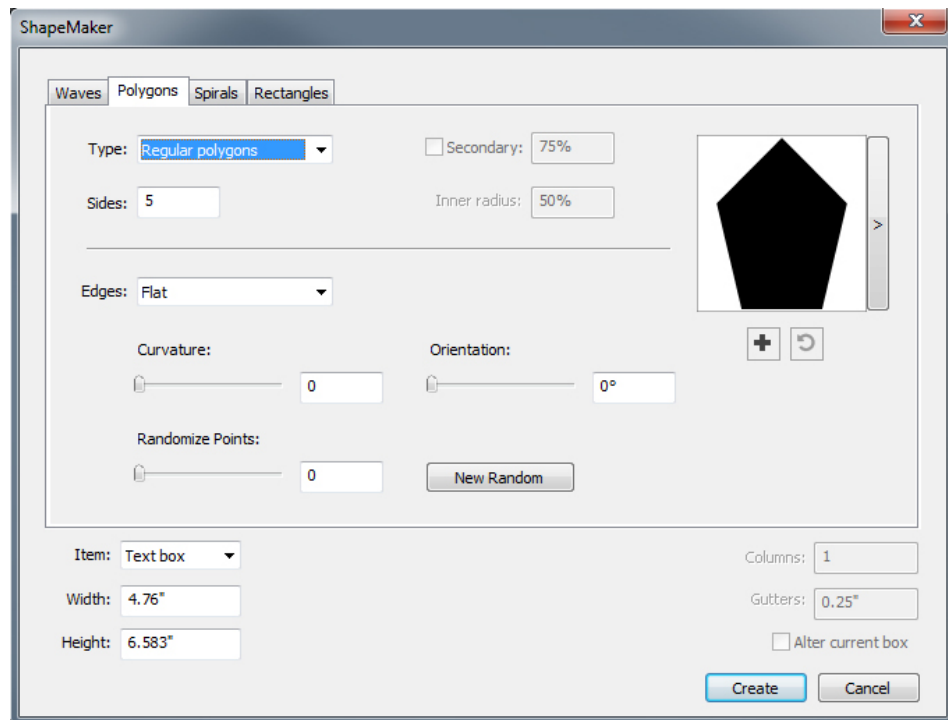 ShapeMaker
x
Waves Polygons Spirals Rectangles
Type: Regular polygons Secondary: 75%
Sides: 5 Inner radius: 50%
>
Edges: Flat
Curvature: Orientation:
0 0°
Randomize Points:
0 New Random
Item: Text box Columns: 1
Width: 4.76" Gutters: 0.25"
Height: 6.583" Alter current box
Create Cancel